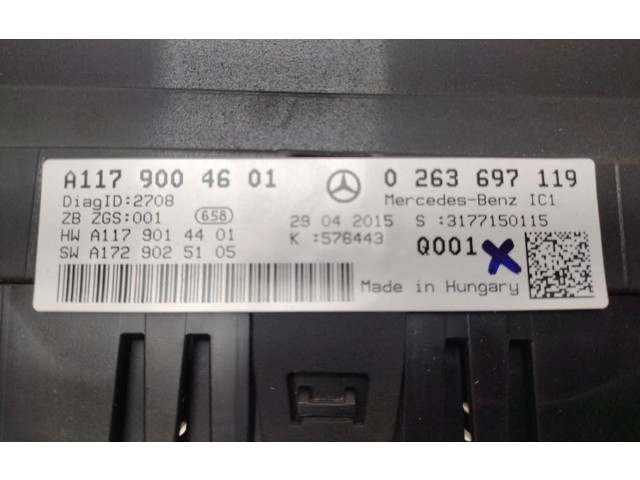 A117 900 46 01
DiagID:2708
ZB ZGS:001 658
HW A117 901 44 01
SW A172 902 51 05
29 04 2015
K :576443
0 263 697 119
Mercedes-Benz IC1
S :3177150115
Q001 X
Made in Hungary